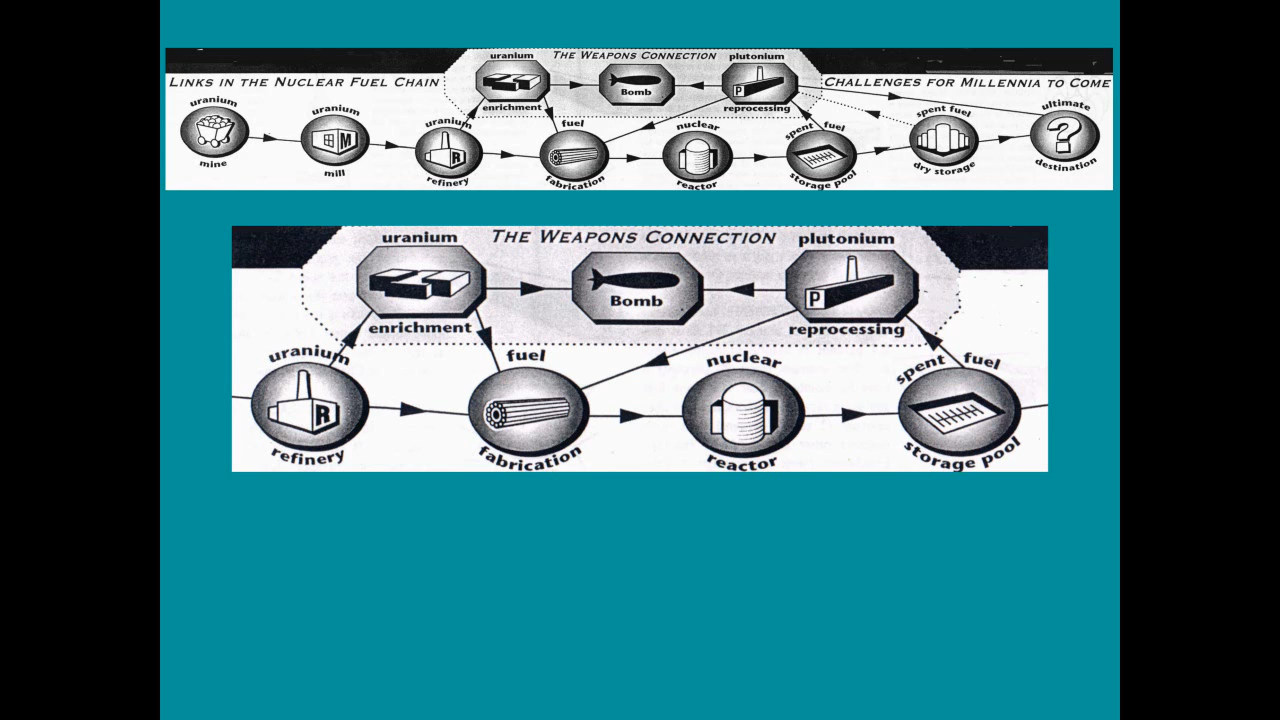 THE WEAPONS CONNECTION
LINKS IN THE NUCLEAR FUEL CHAIN
CHALLENGES FOR MILLENNIA TO COME
uranium
mine
uranium
M
mill
uranium
R
refinery
uranium
enrichment
Bomb
plutonium
P
reprocessing
fuel
fabrication
nuclear
reactor
spent fuel
storage pool
spent fuel
dry storage
ultimate
?
destination
THE WEAPONS CONNECTION
uranium
enrichment
Bomb
plutonium
P
reprocessing
uranium
R
refinery
fuel
fabrication
nuclear
reactor
spent fuel
storage pool